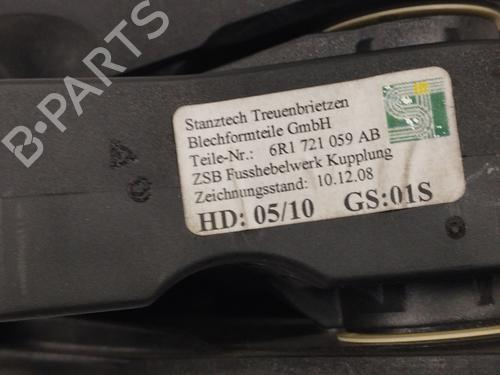 Stanztech Treuenbrietzen
Blechformteile GmbH
Teile-Nr.: 6R1 721 059 AB
ZSB Fusshebelwerk Kupplung
Zeichnungsstand: 10.12.08
HD: 05/10 GS:01S
B-PARTS